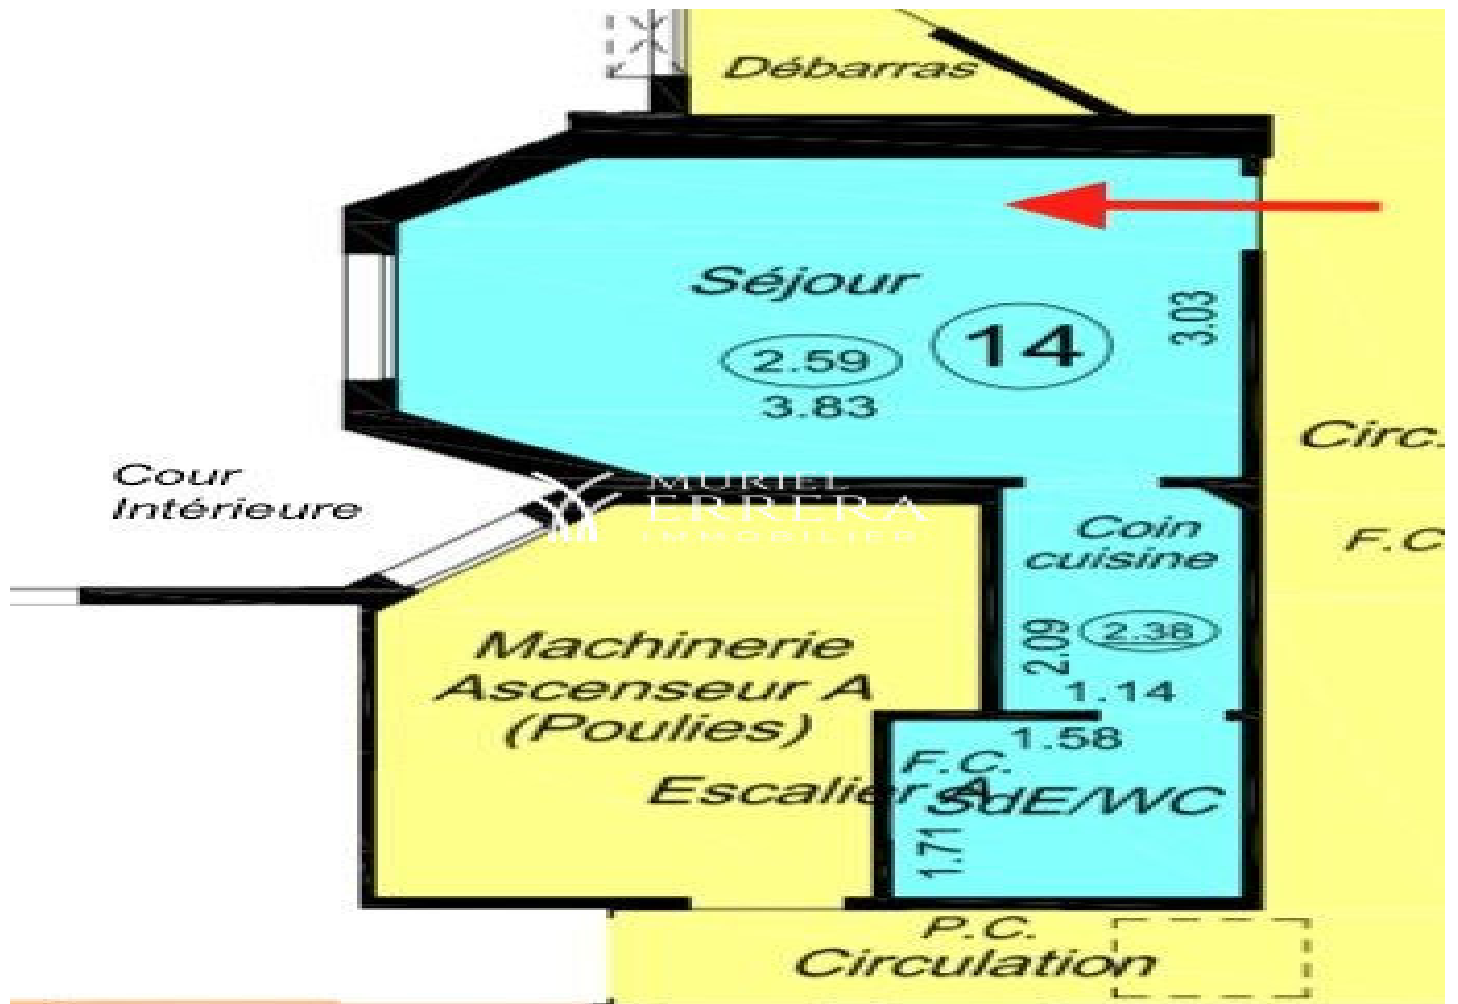 Débarras
Séjour
14
3.03
2.59
3.83
Circ.
Cour
Intérieure
MURIEL
ERRERA
IMMOBILIER
Coin
cuisine
F.C
2.09
2.38
1.14
Machinerie
Ascenseur A
(Poulies)
1.58
F.C.
Escalier A
SdE/WC
1.71
P.C.
Circulation